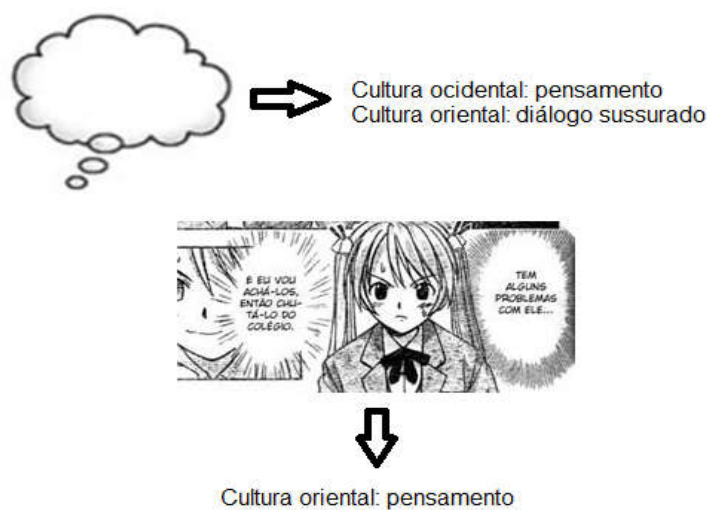 Cultura ocidental: pensamento
Cultura oriental: diálogo sussurado
E EU VOU
ACHÁ-LOS,
ENTÃO CHU-
TÁ-LO DO
COLÉGIO.
TEM
ALGUNS
PROBLEMAS
COM ELE...
Cultura oriental: pensamento